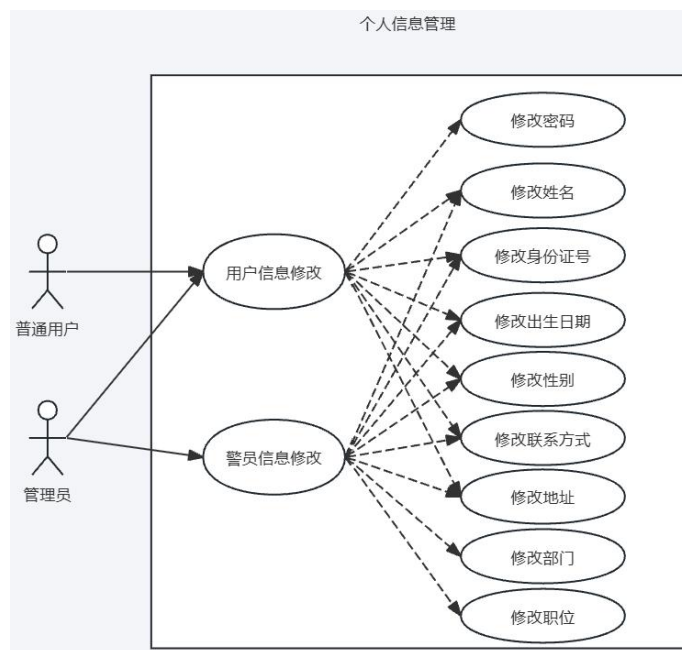 个人信息管理
修改密码
修改姓名
修改身份证号
用户信息修改
修改出生日期
普通用户
修改性别
修改联系方式
警员信息修改
管理员
修改地址
修改部门
修改职位